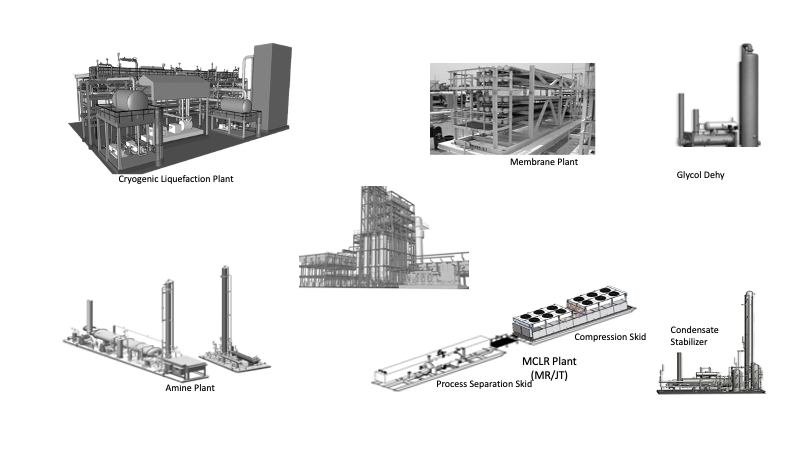 Cryogenic Liquefaction Plant
Membrane Plant
Glycol Dehy
Amine Plant
Process Separation Skid
MCLR Plant
(MR/JT)
Compression Skid
Condensate
Stabilizer